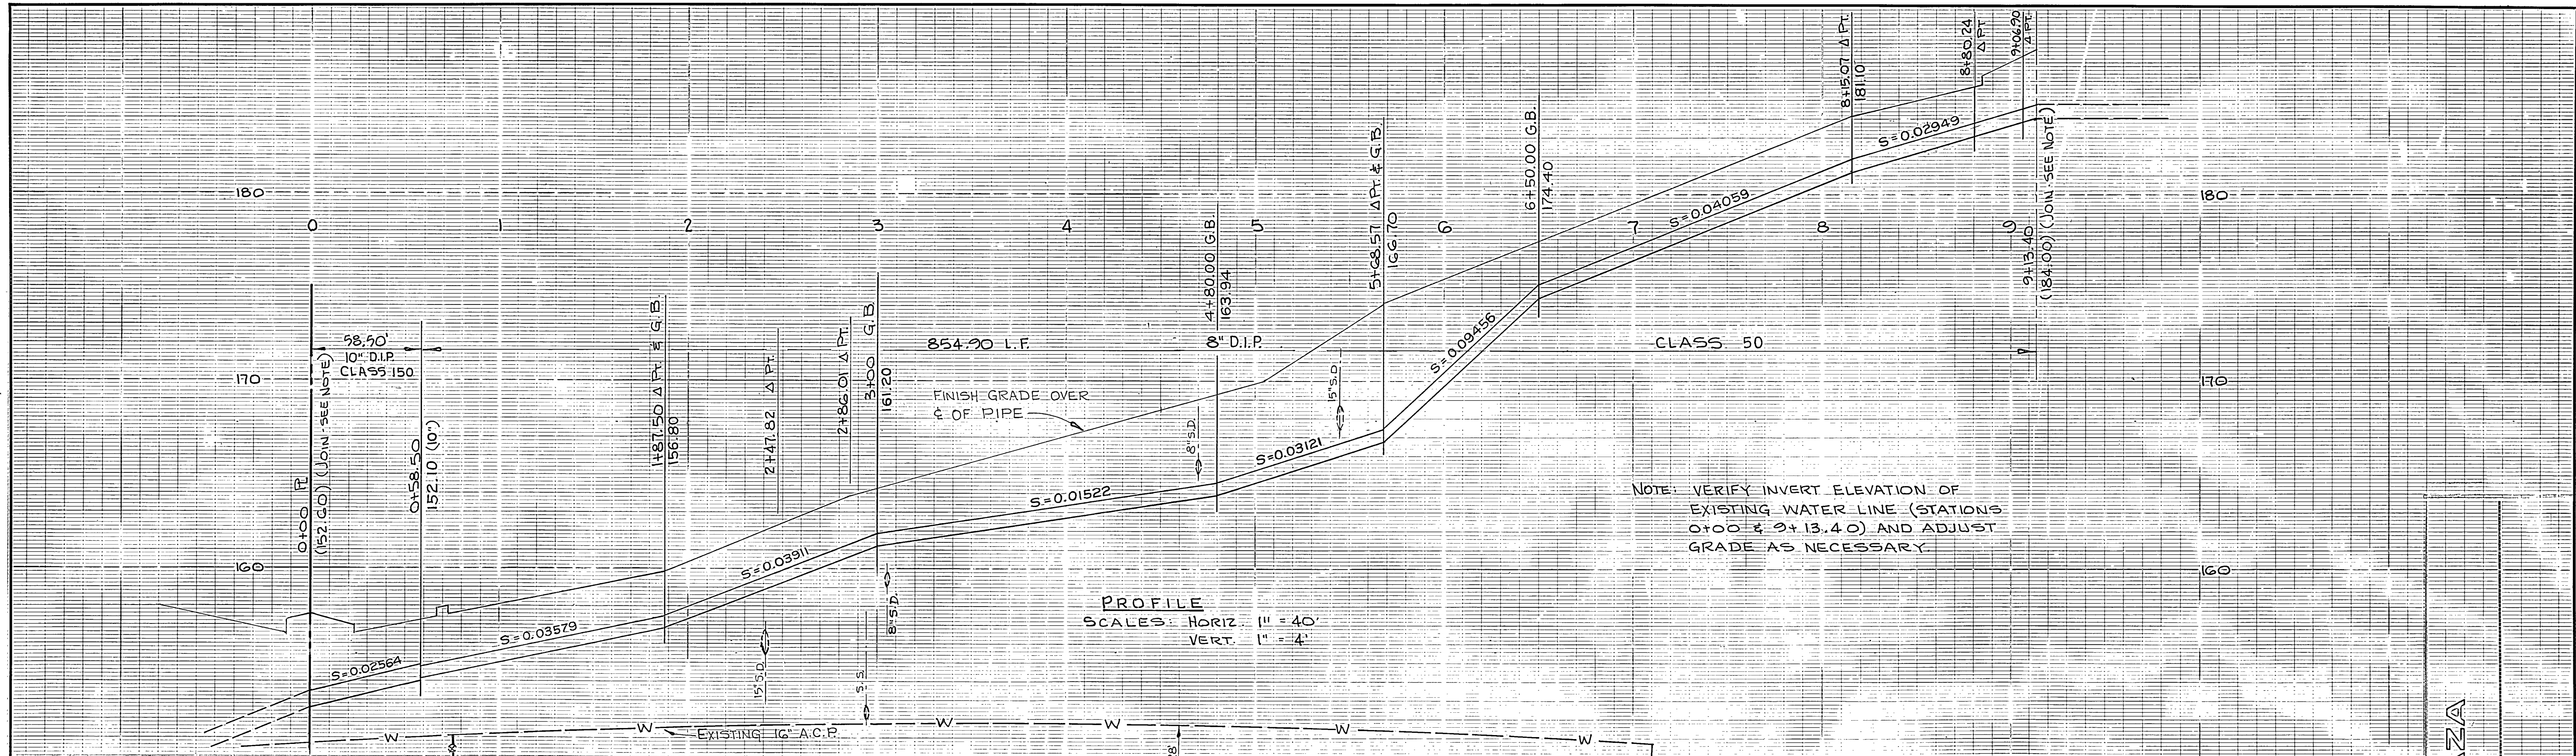 8+15.07 Δ PT.
181.10
8+80.24
Δ PT
9+06.90
Δ PT.
S=0.02949
180
180
0
1
2
3
4
5
6
7
8
9
S=0.04059
9+13.40
(184.00) (JOIN-SEE NOTE)
6+50.00 G.B.
174.40
5+68.57 Δ PT. & G.B.
166.70
4+80.00 G.B.
163.94
58.50'
10" D.I.P.
CLASS 150
854.90 L.F.
8" D.I.P.
CLASS 50
170
170
0+00 PL
(152.60) (JOIN-SEE NOTE)
0+58.50
152.10 (10")
1+87.50 Δ PT. & G.B.
156.80
2+47.82 Δ PT.
2+86.01 Δ PT.
3+00 G.B.
161.20
FINISH GRADE OVER
℄ OF PIPE
15" S.D.
8" S.D.
S=0.09456
S=0.03121
S=0.01522
NOTE: VERIFY INVERT ELEVATION OF
EXISTING WATER LINE (STATIONS
0+00 & 9+13.40) AND ADJUST
GRADE AS NECESSARY.
160
160
S=0.03911
8" S.D.
S=0.03579
S=0.02564
15" S.D.
S.S.
PROFILE
SCALES: HORIZ. 1" = 40'
VERT. 1" = 4'
W W W W W W
EXISTING 16" A.C.P.
8"
ZA